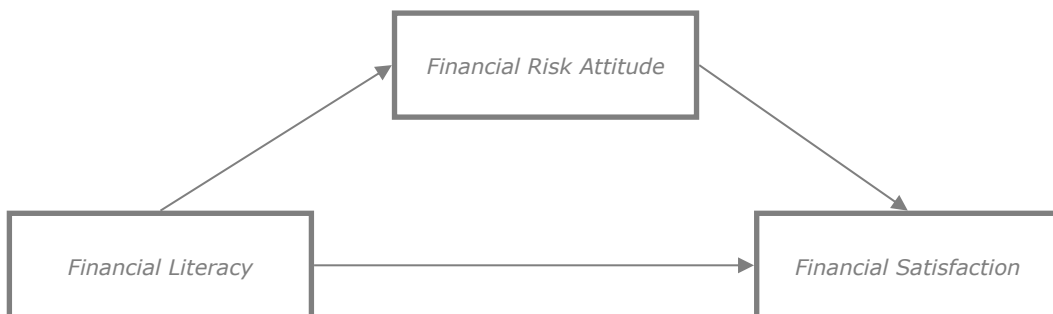 Financial Risk Attitude
Financial Literacy
Financial Satisfaction